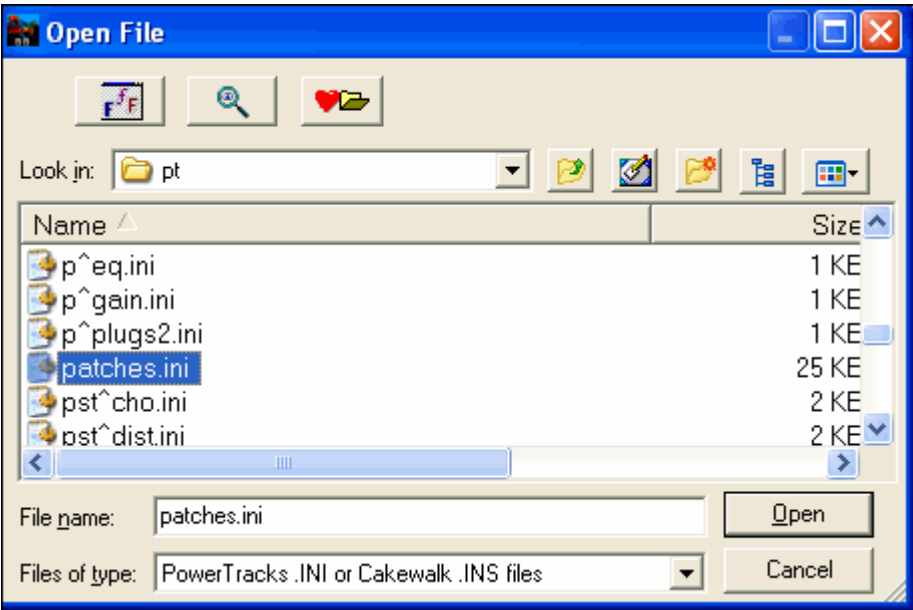 Open File
Look in: pt
Name Size
p^eq.ini 1 KE
p^gain.ini 1 KE
p^plugs2.ini 1 KE
patches.ini 25 KE
pst^cho.ini 2 KE
pst^dist.ini 2 KE
File name: patches.ini Open
Files of type: PowerTracks .INI or Cakewalk .INS files Cancel